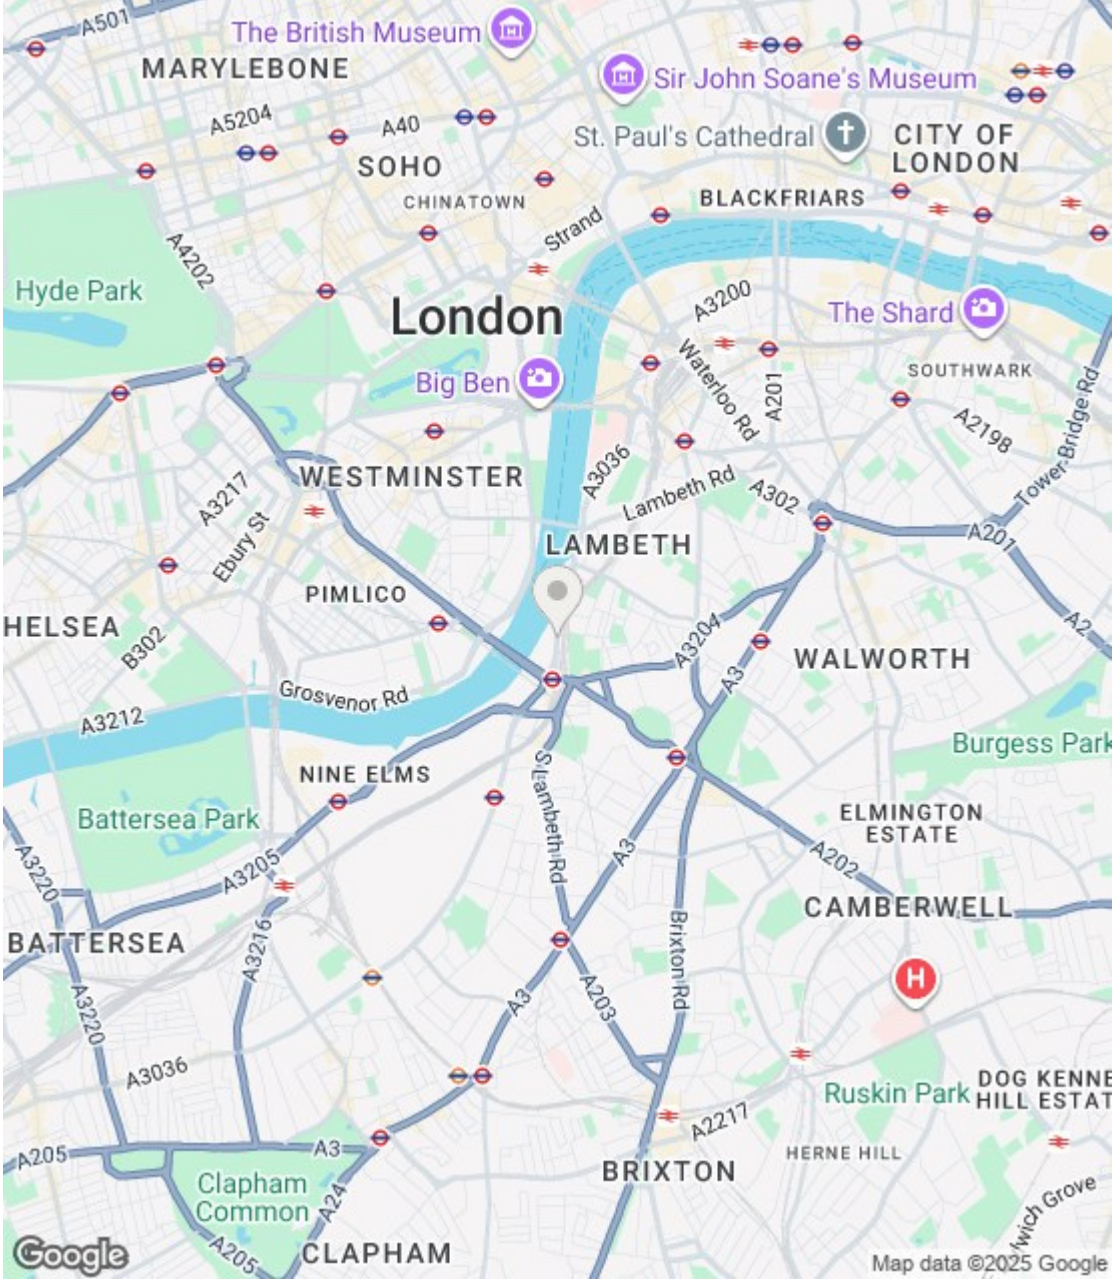 A501
The British Museum
MARYLEBONE
Sir John Soane's Museum
A5204
A40
St. Paul's Cathedral
CITY OF
LONDON
SOHO
CHINATOWN
BLACKFRIARS
Strand
A4202
Hyde Park
London
A3200
The Shard
Big Ben
Waterloo Rd
A201
SOUTHWARK
A2198
Tower Bridge Rd
WESTMINSTER
A3036
Lambeth Rd
A302
A3217
Ebury St
LAMBETH
A201
PIMLICO
A2
HELSEA
B302
A3204
WALWORTH
A3
Grosvenor Rd
A3212
Burgess Park
NINE ELMS
S Lambeth Rd
Battersea Park
ELMINGTON
ESTATE
A3220
A3205
A3
A202
CAMBERWELL
BATTERSEA
A3216
Brixton Rd
H
A3220
A3
A203
A3036
Ruskin Park
DOG KENNE
HILL ESTAT
A2217
A205
A3
HERNE HILL
BRIXTON
Clapham
Common
A24
lwich Grove
A205
CLAPHAM
Google
Map data ©2025 Google